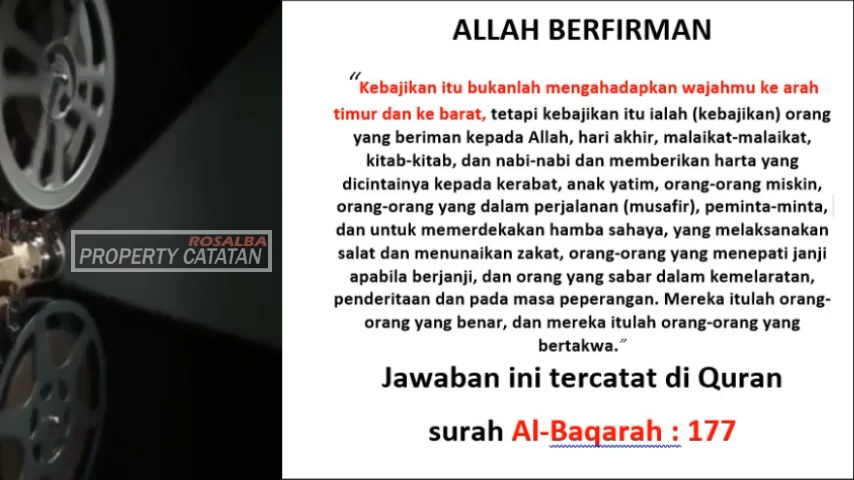 ALLAH BERFIRMAN
“Kebajikan itu bukanlah mengahadapkan wajahmu ke arah
timur dan ke barat, tetapi kebajikan itu ialah (kebajikan) orang
yang beriman kepada Allah, hari akhir, malaikat-malaikat,
kitab-kitab, dan nabi-nabi dan memberikan harta yang
dicintainya kepada kerabat, anak yatim, orang-orang miskin,
orang-orang yang dalam perjalanan (musafir), peminta-minta,
dan untuk memerdekakan hamba sahaya, yang melaksanakan
salat dan menunaikan zakat, orang-orang yang menepati janji
apabila berjanji, dan orang yang sabar dalam kemelaratan,
penderitaan dan pada masa peperangan. Mereka itulah orang-
orang yang benar, dan mereka itulah orang-orang yang
bertakwa.”
Jawaban ini tercatat di Quran
surah Al-Baqarah : 177
ROSALBA
PROPERTY CATATAN